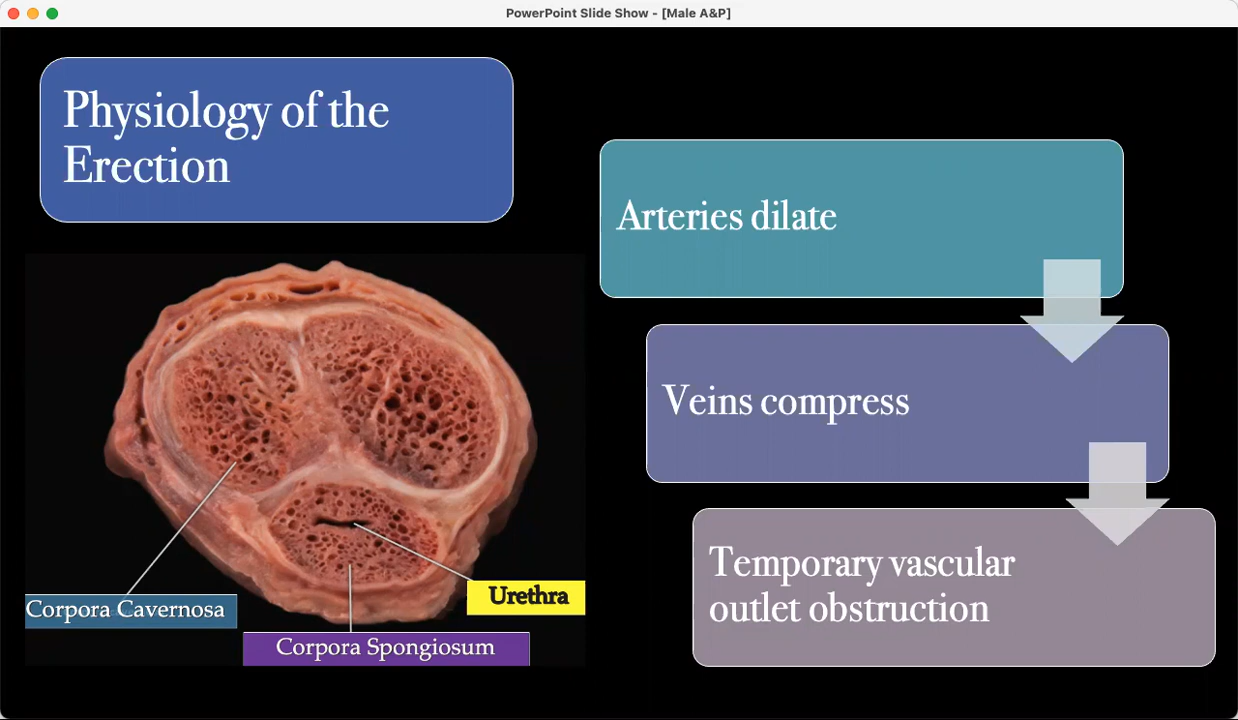 PowerPoint Slide Show - [Male A&P]
Physiology of the
Erection
Arteries dilate
Veins compress
Temporary vascular
outlet obstruction
Corpora Cavernosa
Urethra
Corpora Spongiosum